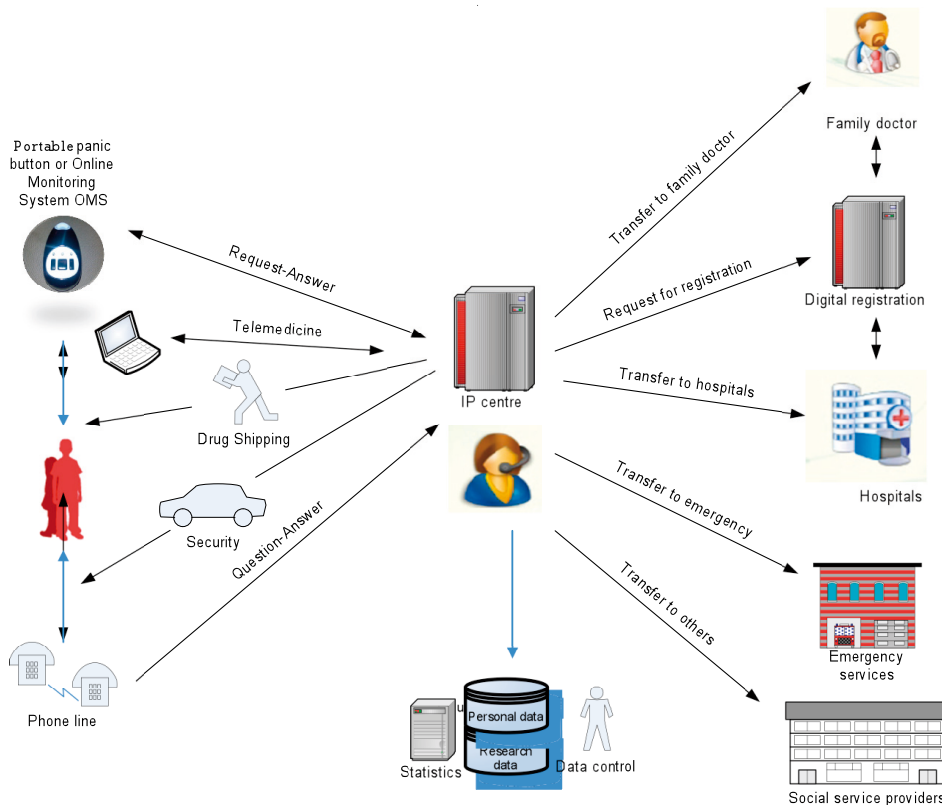 Portable panic
button or Online
Monitoring
System OMS
Request-Answer
Telemedicine
Drug Shipping
Security
Question-Answer
Phone line
IP centre
Transfer to family doctor
Request for registration
Transfer to hospitals
Transfer to emergency
Transfer to others
Family doctor
Digital registration
Hospitals
Emergency
services
Social service providers
Statistics
Personal data
Research
data
Data control